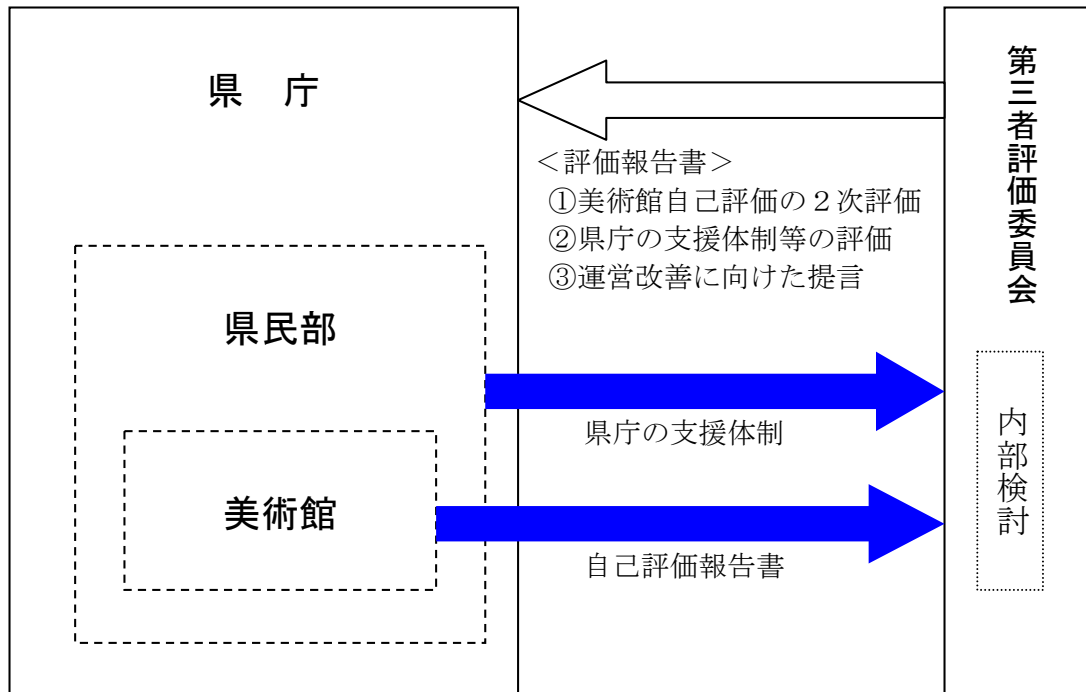 県　庁
県民部
美術館
＜評価報告書＞
①美術館自己評価の２次評価
②県庁の支援体制等の評価
③運営改善に向けた提言
県庁の支援体制
自己評価報告書
第三者評価委員会
内部検討